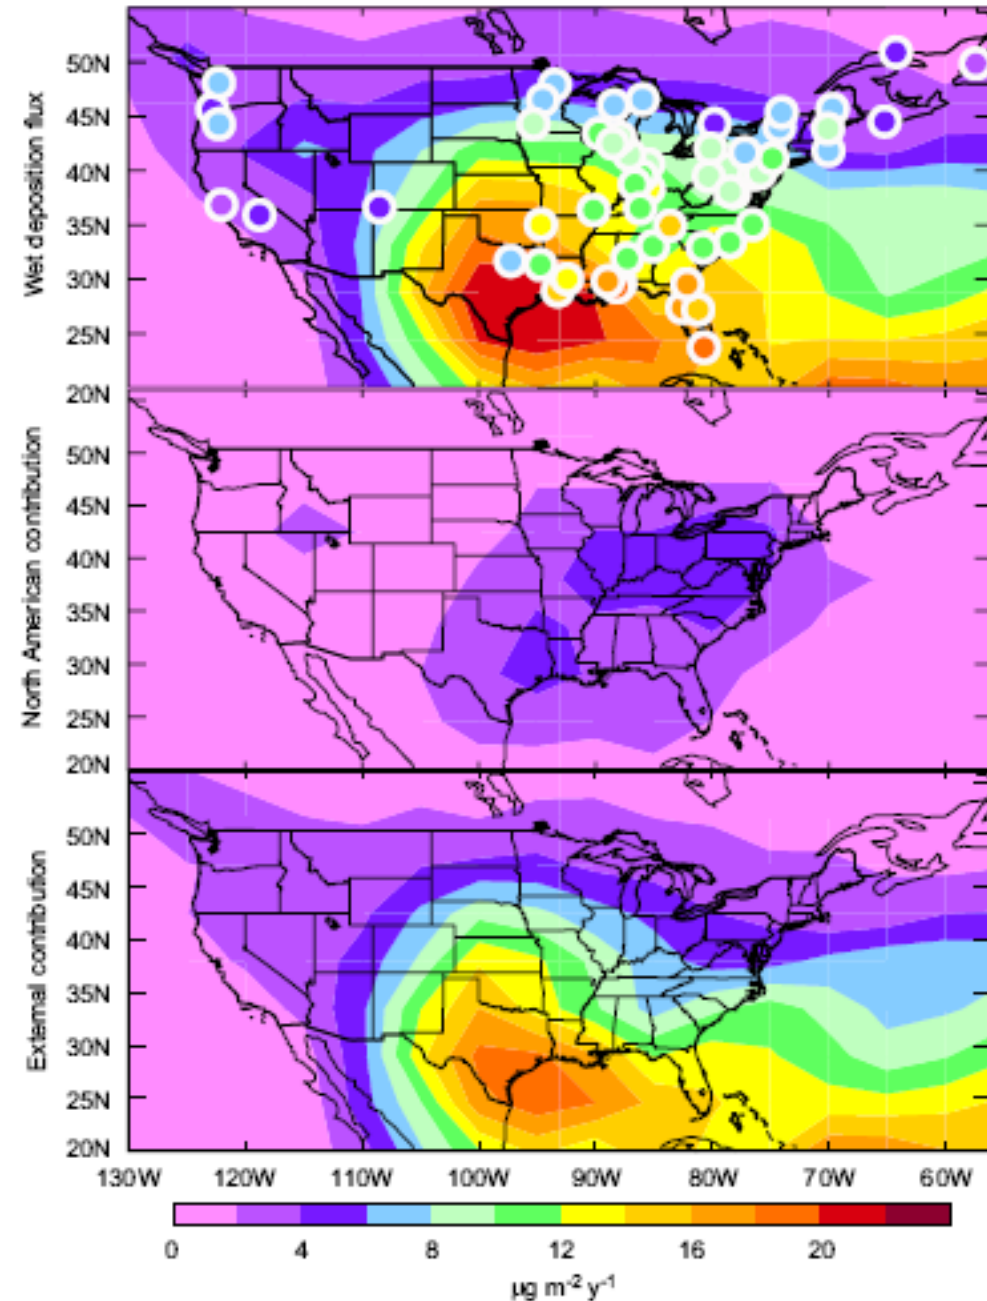 Wet deposition flux
50N
45N
40N
35N
30N
25N
20N
North American contribution
50N
45N
40N
35N
30N
25N
20N
External contribution
50N
45N
40N
35N
30N
25N
20N
130W 120W 110W 100W 90W 80W 70W 60W
0 4 8 12 16 20
µg m⁻² y⁻¹